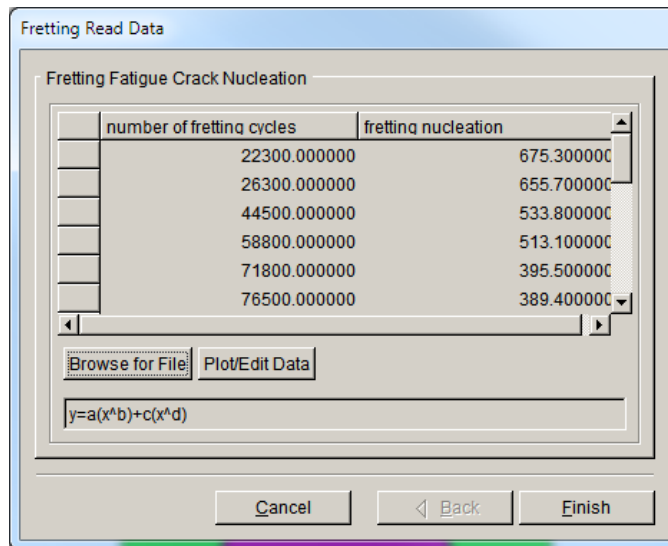 Fretting Read Data
Fretting Fatigue Crack Nucleation
number of fretting cycles fretting nucleation
22300.000000 675.300000
26300.000000 655.700000
44500.000000 533.800000
58800.000000 513.100000
71800.000000 395.500000
76500.000000 389.400000
Browse for File Plot/Edit Data
y=a(x^b)+c(x^d)
Cancel Back Finish